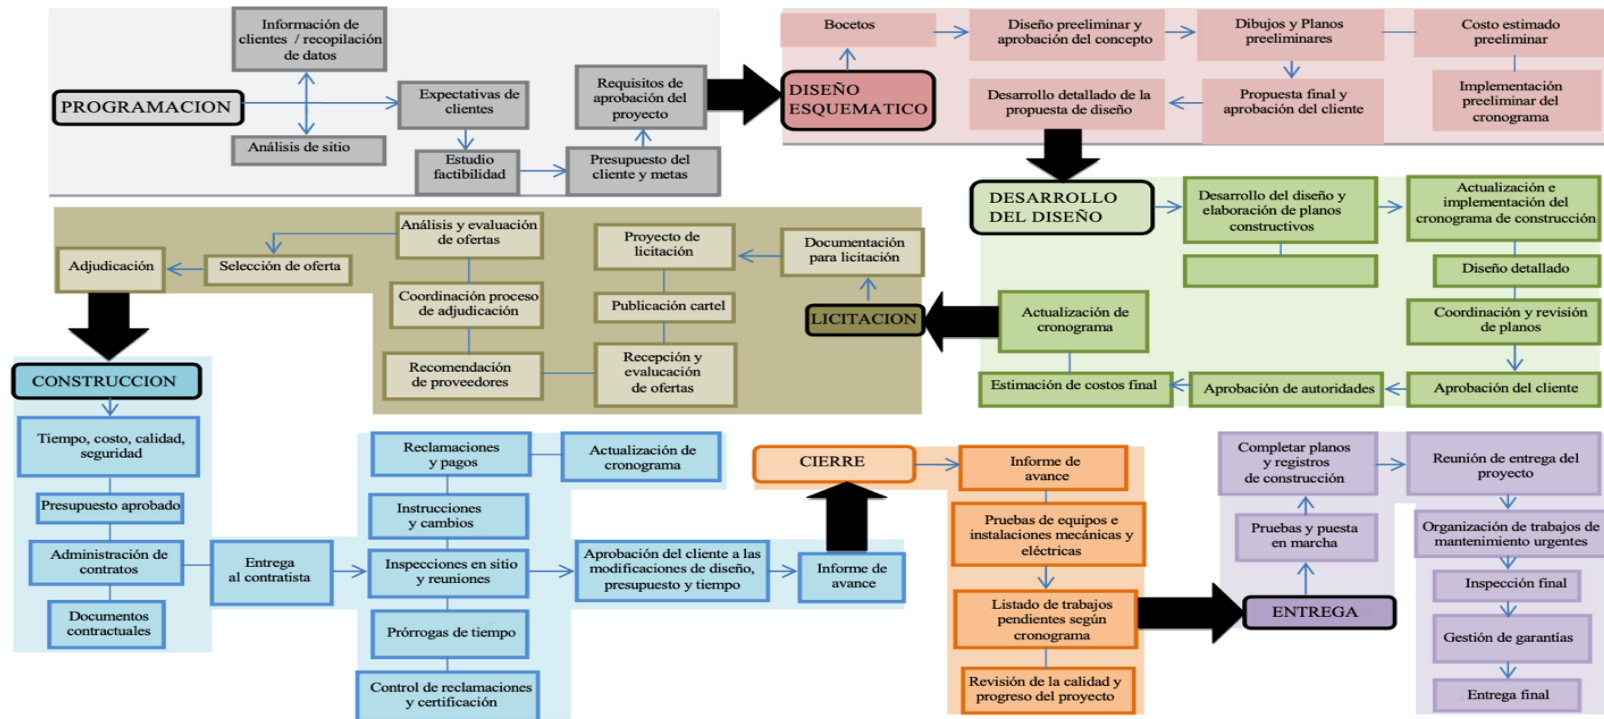 PROGRAMACION
Información de
clientes / recopilación
de datos
Análisis de sitio
Expectativas de
clientes
Estudio
factibilidad
Presupuesto del
cliente y metas
Requisitos de
aprobación del
proyecto
DISEÑO
ESQUEMATICO
Bocetos
Diseño preeliminar y
aprobación del concepto
Dibujos y Planos
preeliminares
Costo estimado
preeliminar
Implementación
preeliminar del
cronograma
Propuesta final y
aprobación del cliente
Desarrollo detallado de la
propuesta de diseño
DESARROLLO
DEL DISEÑO
Desarrollo del diseño y
elaboración de planos
constructivos
Actualización e
implementación del
cronograma de construcción
Diseño detallado
Coordinación y revisión
de planos
Aprobación del cliente
Aprobación de autoridades
Estimación de costos final
Actualización de
cronograma
LICITACION
Documentación
para licitación
Proyecto de
licitación
Publicación cartel
Recepción y
evalucación
de ofertas
Recomendación
de proveedores
Coordinación proceso
de adjudicación
Análisis y evaluación
de ofertas
Selección de oferta
Adjudicación
CONSTRUCCION
Tiempo, costo, calidad,
seguridad
Presupuesto aprobado
Administración de
contratos
Documentos
contractuales
Entrega
al contratista
Reclamaciones
y pagos
Actualización de
cronograma
Instrucciones
y cambios
Inspecciones en sitio
y reuniones
Prórrogas de tiempo
Control de reclamaciones
y certificación
Aprobación del cliente a las
modificaciones de diseño,
presupuesto y tiempo
Informe de
avance
CIERRE
Informe de
avance
Pruebas de equipos e
instalaciones mecánicas y
eléctricas
Listado de trabajos
pendientes según
cronograma
Revisión de la calidad y
progreso del proyecto
ENTREGA
Pruebas y puesta
en marcha
Completar planos
y registros
de construcción
Reunión de entrega del
proyecto
Organización de trabajos de
mantenimiento urgentes
Inspección final
Gestión de garantías
Entrega final